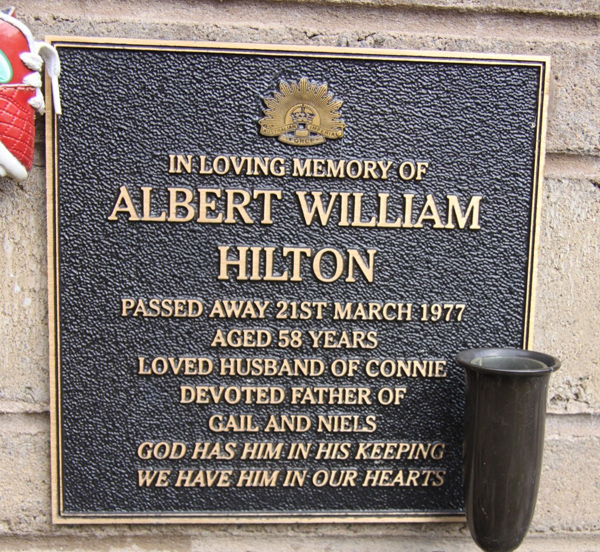 IN LOVING MEMORY OF
ALBERT WILLIAM
HILTON
PASSED AWAY 21ST MARCH 1977
AGED 58 YEARS
LOVED HUSBAND OF CONNIE
DEVOTED FATHER OF
GAIL AND NIELS
GOD HAS HIM IN HIS KEEPING
WE HAVE HIM IN OUR HEARTS